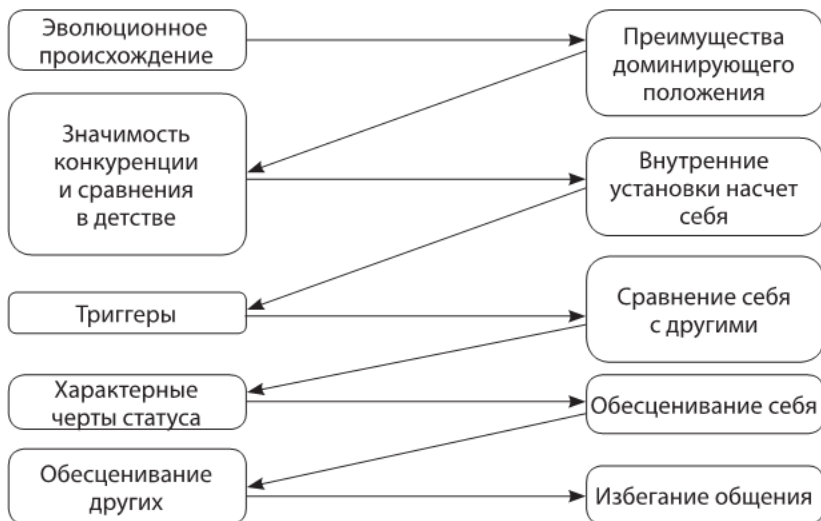 Эволюционное
происхождение
Преимущества
доминирующего
положения
Значимость
конкуренции
и сравнения
в детстве
Внутренние
установки насчет
себя
Триггеры
Сравнение себя
с другими
Характерные
черты статуса
Обесценивание себя
Обесценивание
других
Избегание общения